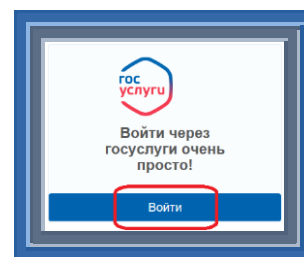 гос
услуги
Войти через
госуслуги очень
просто!
Войти